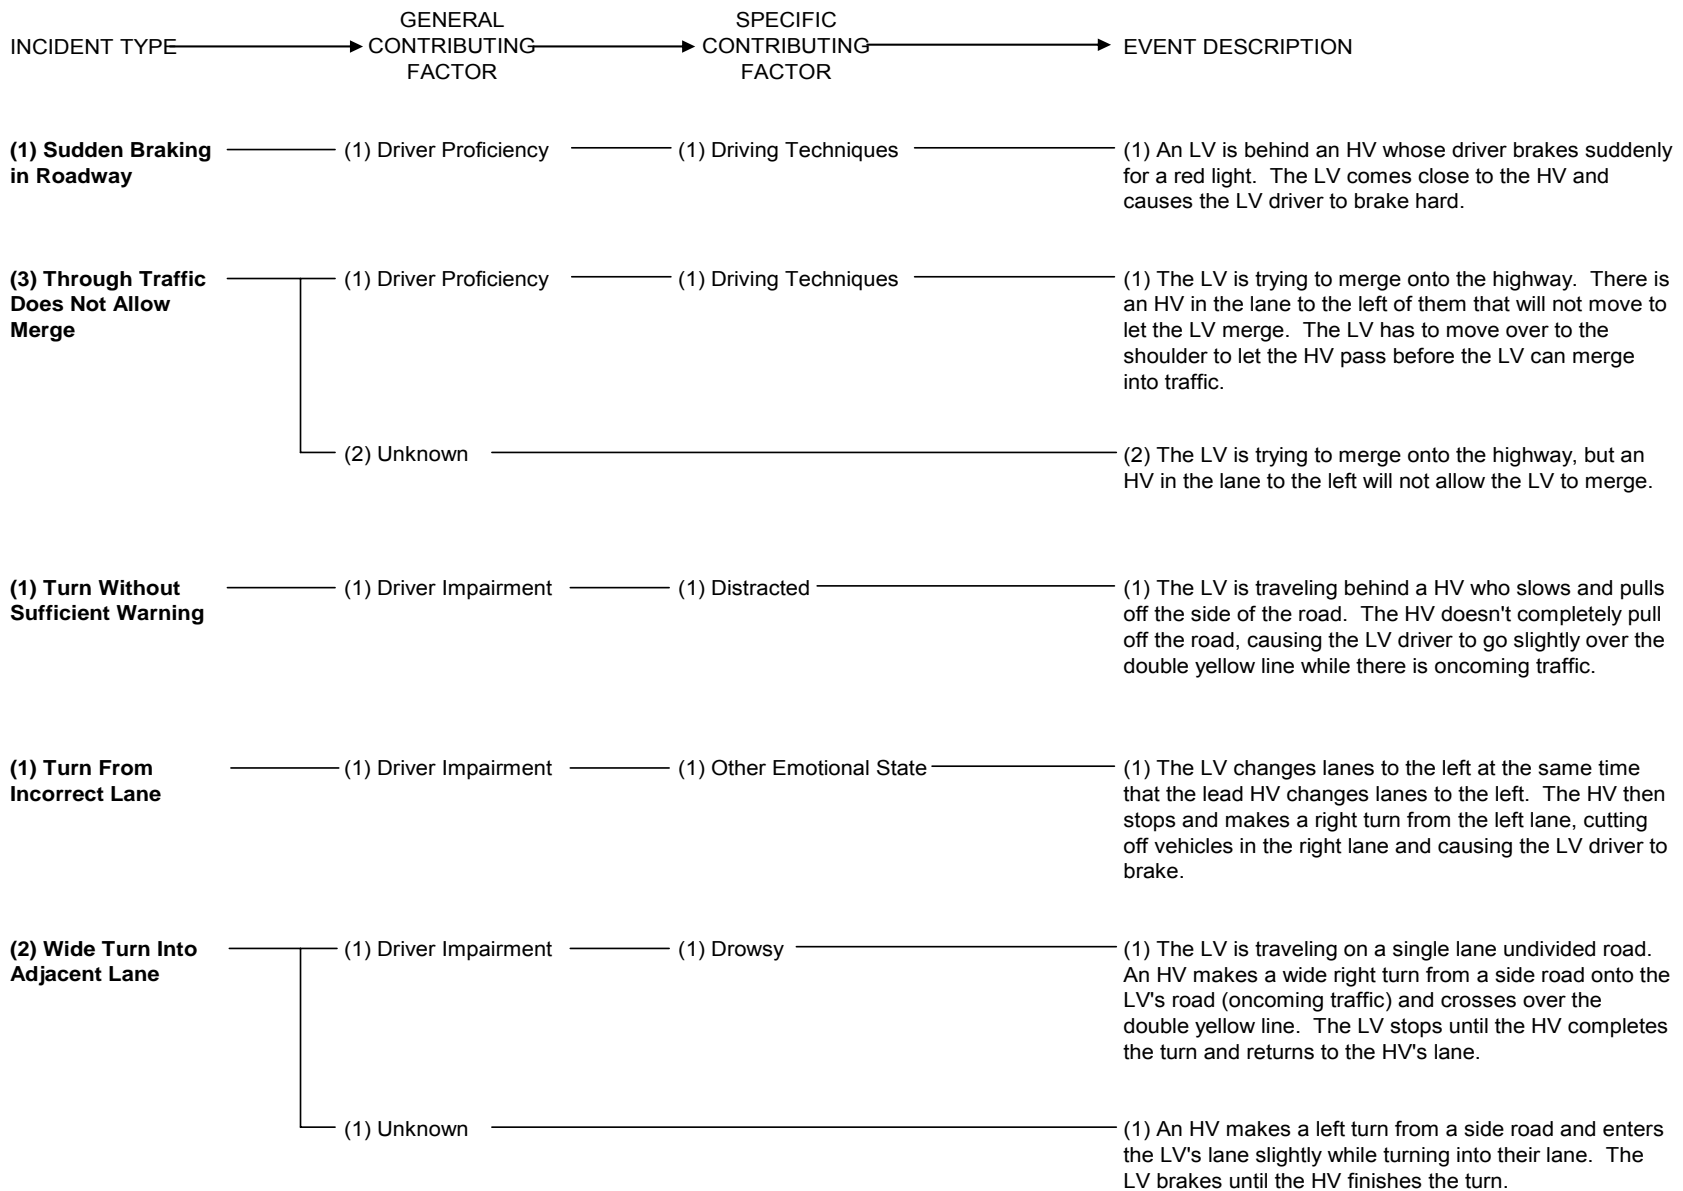 INCIDENT TYPE
GENERAL
CONTRIBUTING
FACTOR
SPECIFIC
CONTRIBUTING
FACTOR
EVENT DESCRIPTION
(1) Sudden Braking
in Roadway
(1) Driver Proficiency
(1) Driving Techniques
(1) An LV is behind an HV whose driver brakes suddenly
for a red light. The LV comes close to the HV and
causes the LV driver to brake hard.
(3) Through Traffic
Does Not Allow
Merge
(1) Driver Proficiency
(1) Driving Techniques
(1) The LV is trying to merge onto the highway. There is
an HV in the lane to the left of them that will not move to
let the LV merge. The LV has to move over to the
shoulder to let the HV pass before the LV can merge
into traffic.
(2) Unknown
(2) The LV is trying to merge onto the highway, but an
HV in the lane to the left will not allow the LV to merge.
(1) Turn Without
Sufficient Warning
(1) Driver Impairment
(1) Distracted
(1) The LV is traveling behind a HV who slows and pulls
off the side of the road. The HV doesn't completely pull
off the road, causing the LV driver to go slightly over the
double yellow line while there is oncoming traffic.
(1) Turn From
Incorrect Lane
(1) Driver Impairment
(1) Other Emotional State
(1) The LV changes lanes to the left at the same time
that the lead HV changes lanes to the left. The HV then
stops and makes a right turn from the left lane, cutting
off vehicles in the right lane and causing the LV driver to
brake.
(2) Wide Turn Into
Adjacent Lane
(1) Driver Impairment
(1) Drowsy
(1) The LV is traveling on a single lane undivided road.
An HV makes a wide right turn from a side road onto the
LV's road (oncoming traffic) and crosses over the
double yellow line. The LV stops until the HV completes
the turn and returns to the HV's lane.
(1) Unknown
(1) An HV makes a left turn from a side road and enters
the LV's lane slightly while turning into their lane. The
LV brakes until the HV finishes the turn.